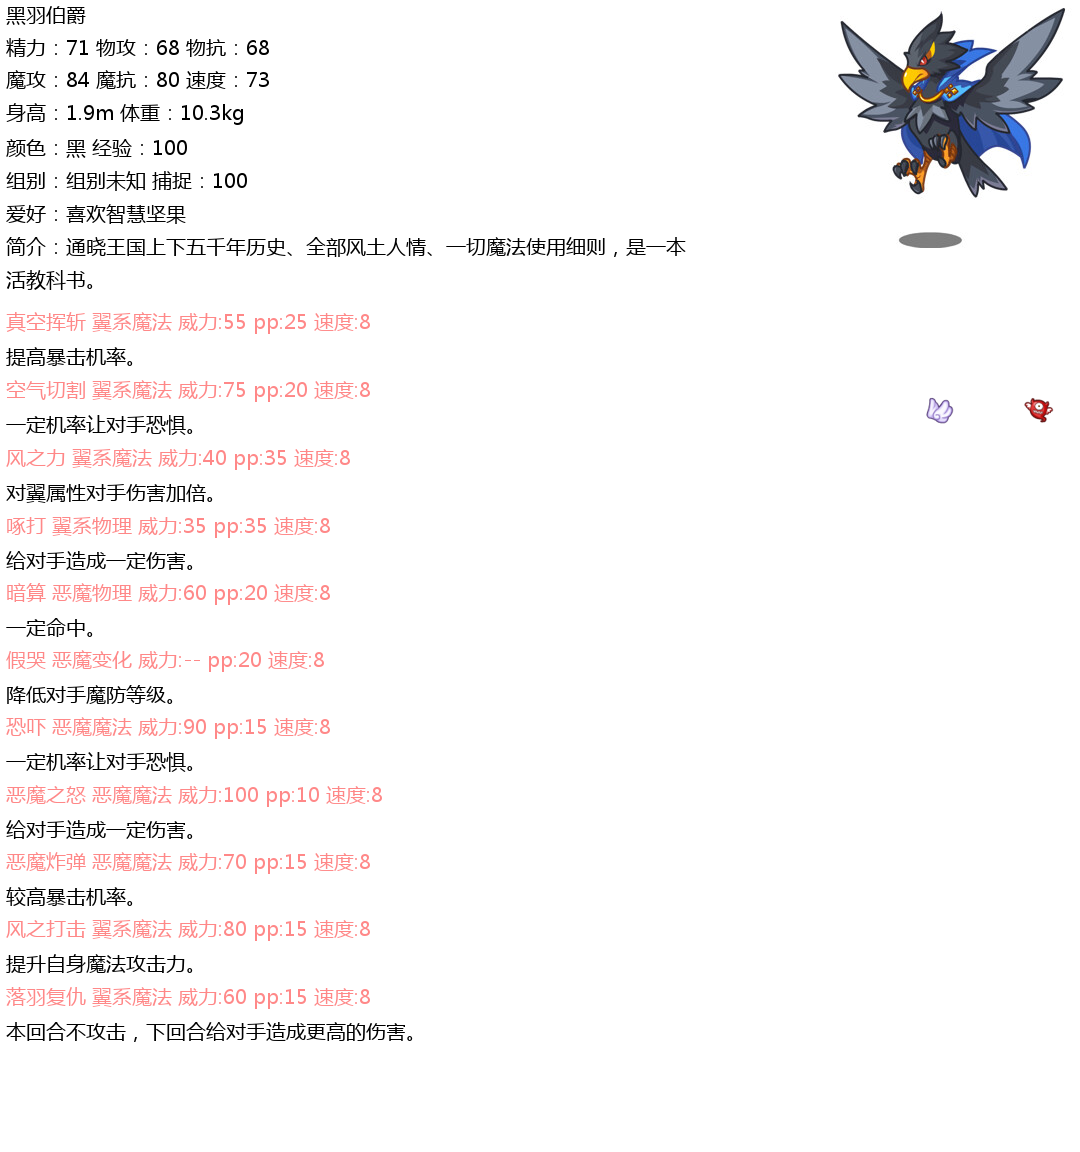 黑羽伯爵
精力：71 物攻：68 物抗：68
魔攻：84 魔抗：80 速度：73
身高：1.9m 体重：10.3kg
颜色：黑 经验：100
组别：组别未知 捕捉：100
爱好：喜欢智慧坚果
简介：通晓王国上下五千年历史、全部风土人情、一切魔法使用细则，是一本
活教科书。
真空挥斩 翼系魔法 威力:55 pp:25 速度:8
提高暴击机率。
空气切割 翼系魔法 威力:75 pp:20 速度:8
一定机率让对手恐惧。
风之力 翼系魔法 威力:40 pp:35 速度:8
对翼属性对手伤害加倍。
啄打 翼系物理 威力:35 pp:35 速度:8
给对手造成一定伤害。
暗算 恶魔物理 威力:60 pp:20 速度:8
一定命中。
假哭 恶魔变化 威力:-- pp:20 速度:8
降低对手魔防等级。
恐吓 恶魔魔法 威力:90 pp:15 速度:8
一定机率让对手恐惧。
恶魔之怒 恶魔魔法 威力:100 pp:10 速度:8
给对手造成一定伤害。
恶魔炸弹 恶魔魔法 威力:70 pp:15 速度:8
较高暴击机率。
风之打击 翼系魔法 威力:80 pp:15 速度:8
提升自身魔法攻击力。
落羽复仇 翼系魔法 威力:60 pp:15 速度:8
本回合不攻击，下回合给对手造成更高的伤害。